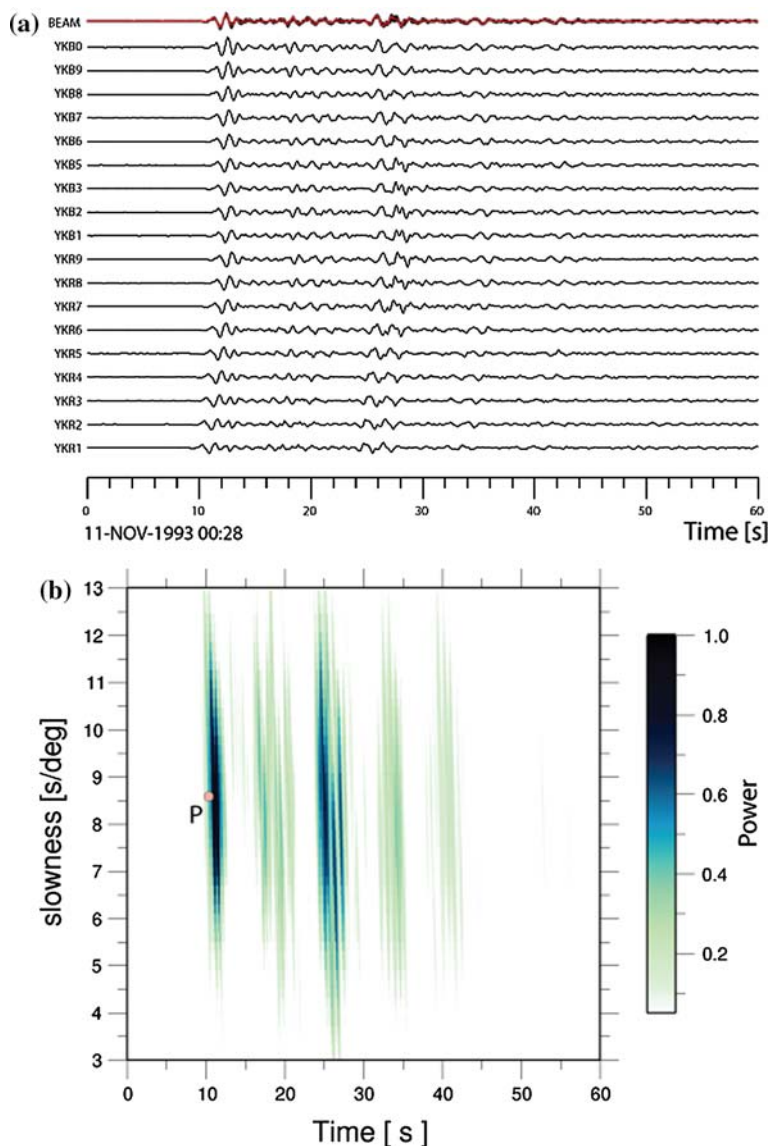 (a)
BEAM
YKB0
YKB9
YKB8
YKB7
YKB6
YKB5
YKB3
YKB2
YKB1
YKR9
YKR8
YKR7
YKR6
YKR5
YKR4
YKR3
YKR2
YKR1
0 10 20 30 40 50 60
11-NOV-1993 00:28 Time [s]
(b)
13
12
11
10
9
8
7
6
5
4
3
slowness [s/deg]
P
0 10 20 30 40 50 60
Time [ s ]
1.0
0.8
0.6
0.4
0.2
Power